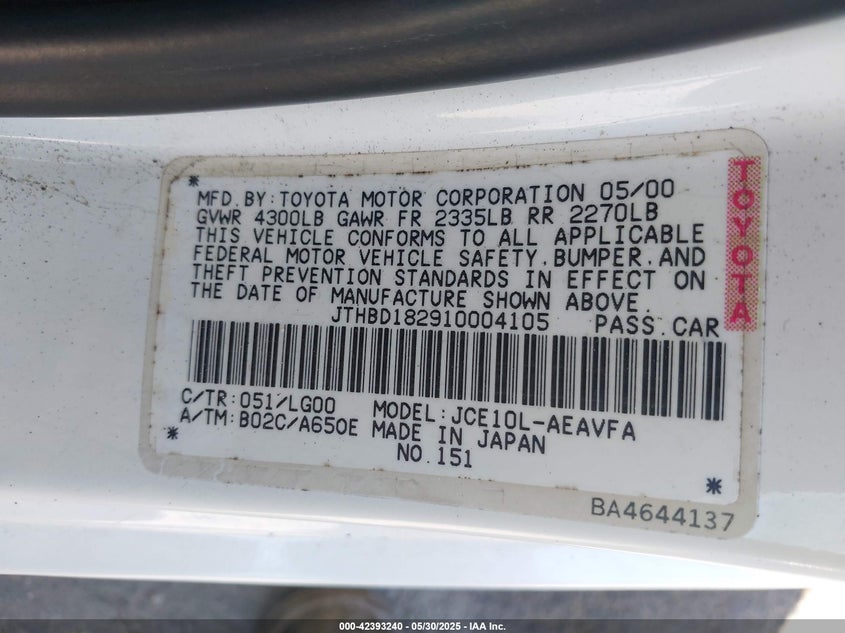 MFD. BY: TOYOTA MOTOR CORPORATION 05/00
GVWR 4300LB GAWR FR 2335LB RR 2270LB
THIS VEHICLE CONFORMS TO ALL APPLICABLE
FEDERAL MOTOR VEHICLE SAFETY, BUMPER, AND
THEFT PREVENTION STANDARDS IN EFFECT ON
THE DATE OF MANUFACTURE SHOWN ABOVE.
JTHBD182910004105 PASS. CAR
TOYOTA
C/TR: 051/LG00 MODEL: JCE10L-AEAVFA
A/TM: B02C/A650E MADE IN JAPAN
NO. 151
BA4644137
000-42393240 - 05/30/2025 - IAA Inc.